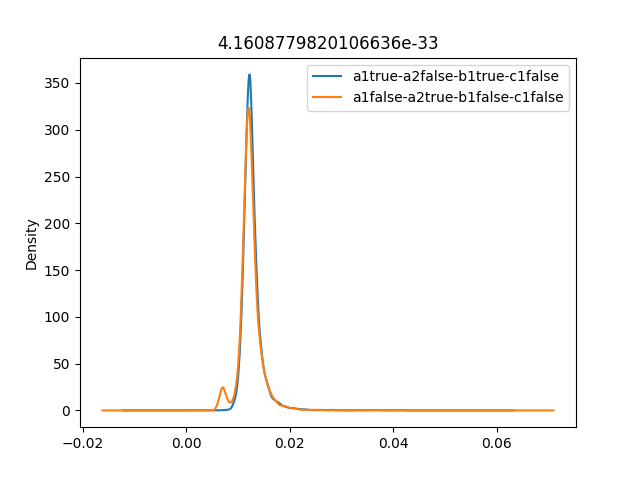 4.1608779820106636e-33
a1true-a2false-b1true-c1false
a1false-a2true-b1false-c1false
Density
350
300
250
200
150
100
50
0
−0.02 0.00 0.02 0.04 0.06